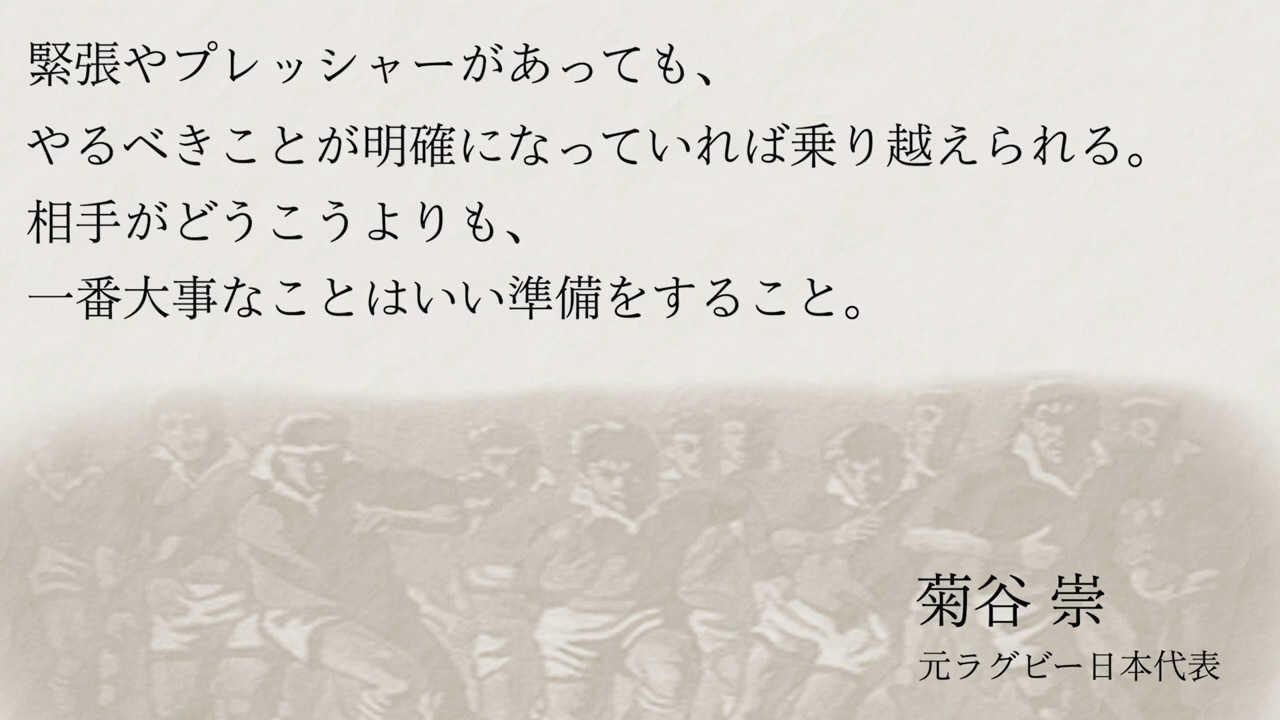 緊張やプレッシャーがあっても、
やるべきことが明確になっていれば乗り越えられる。
相手がどうこうよりも、
一番大事なことはいい準備をすること。
菊谷 崇
元ラグビー日本代表